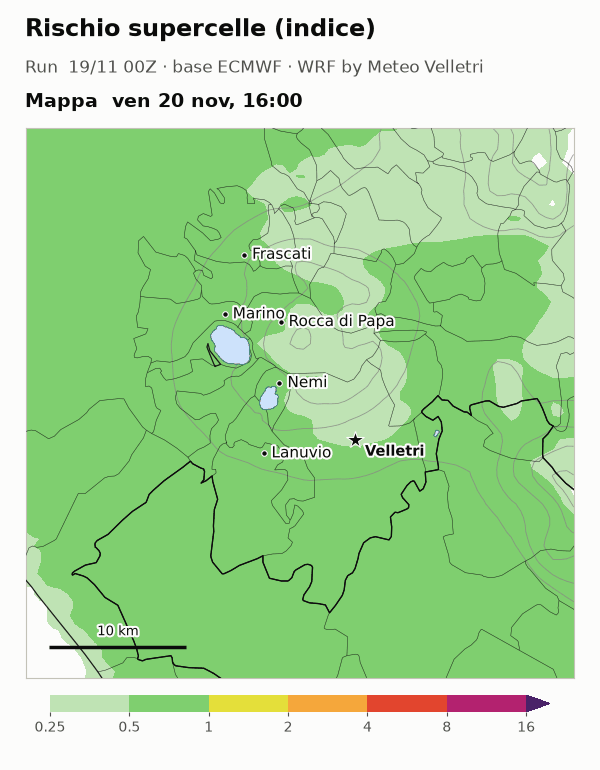 Rischio supercelle (indice)
Run  19/11 00Z · base ECMWF · WRF by Meteo Velletri
Mappa  ven 20 nov, 16:00
Frascati
Marino
Rocca di Papa
Nemi
Velletri
Lanuvio
10 km
0.25 0.5 1 2 4 8 16